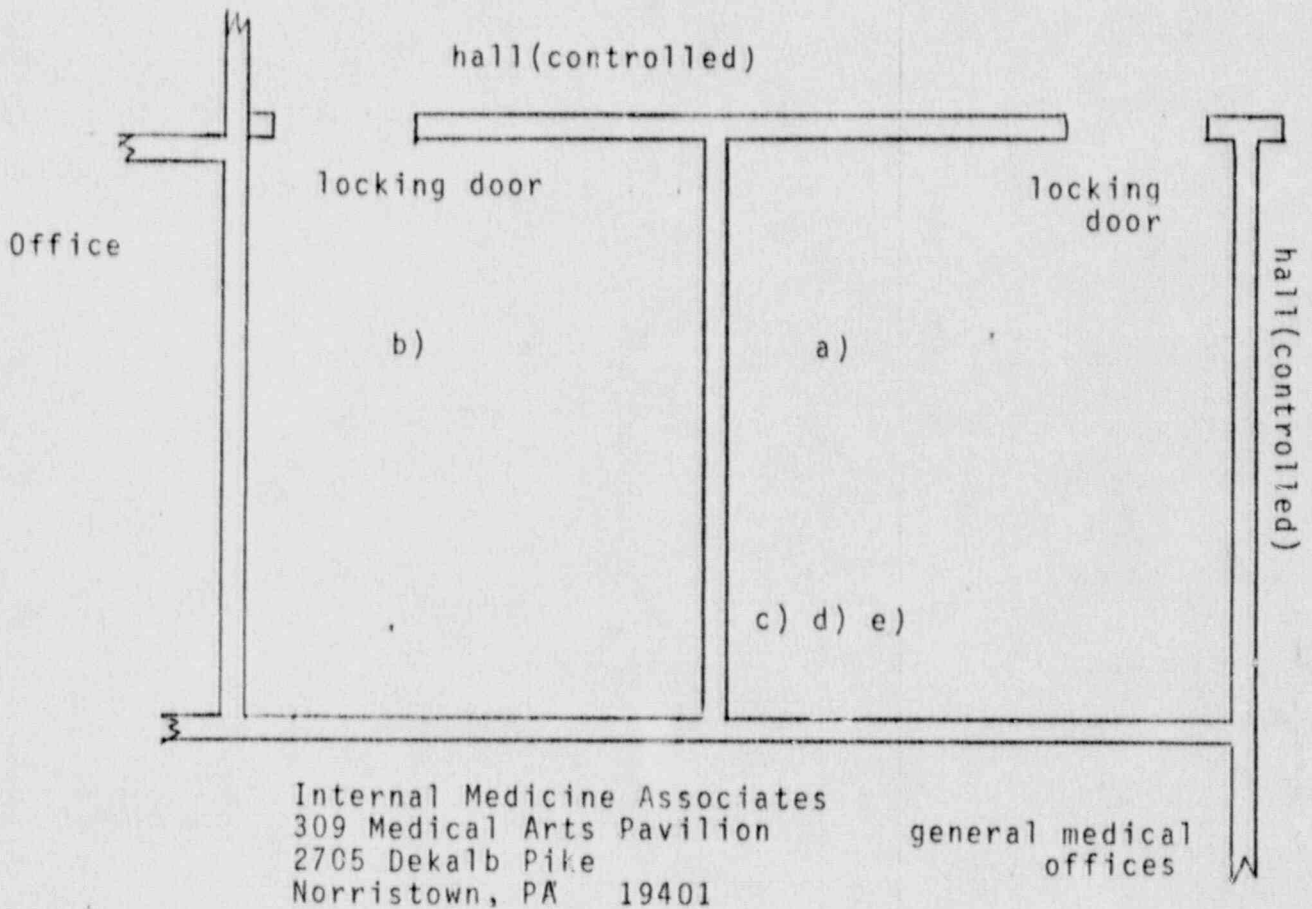 hall(controlled)
locking door
locking
door
Office
hall(controlled)
b)
a)
c) d) e)
Internal Medicine Associates
309 Medical Arts Pavilion
2705 Dekalb Pike
Norristown, PA 19401
general medical
offices